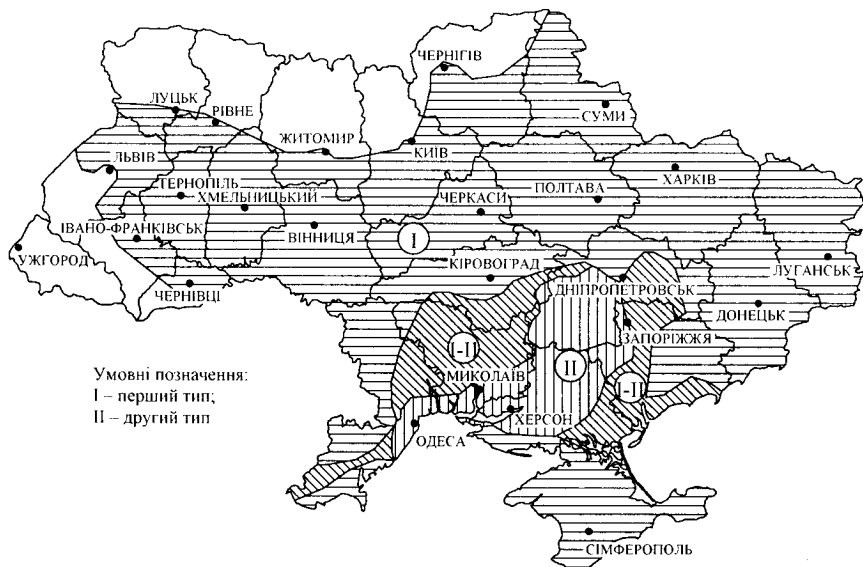 ЧЕРНІГІВ
ЛУЦЬК
РІВНЕ
СУМИ
ЖИТОМИР
КИЇВ
ЛЬВІВ
ХАРКІВ
ТЕРНОПІЛЬ
ПОЛТАВА
ХМЕЛЬНИЦЬКИЙ
ЧЕРКАСИ
ІВАНО-ФРАНКІВСЬК
ВІННИЦЯ
I
УЖГОРОД
КІРОВОГРАД
ЛУГАНСЬК
ЧЕРНІВЦІ
ДНІПРОПЕТРОВСЬК
ДОНЕЦЬК
ЗАПОРІЖЖЯ
I-II
II
МИКОЛАЇВ
I-II
ХЕРСОН
ОДЕСА
Умовні позначення:
I – перший тип;
II – другий тип
СІМФЕРОПОЛЬ